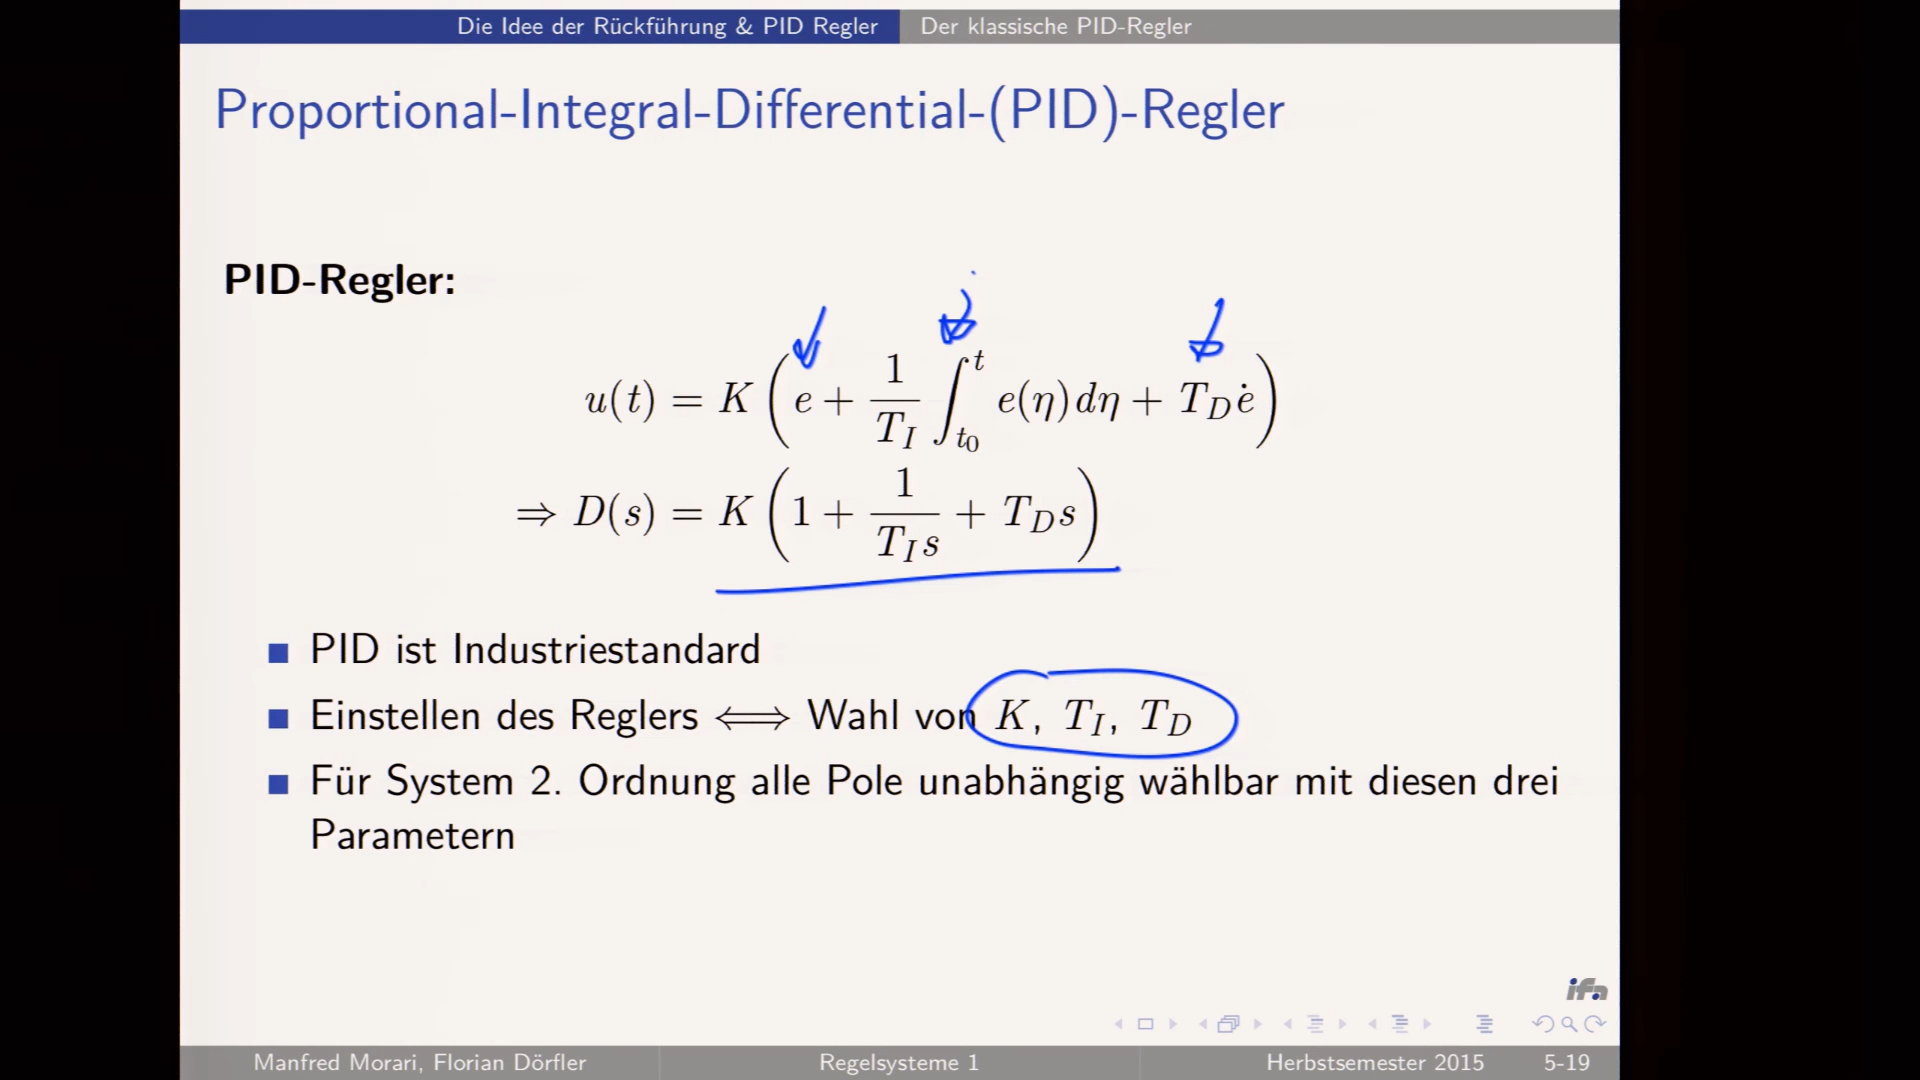 Die Idee der Rückführung & PID Regler Der klassische PID-Regler
Proportional-Integral-Differential-(PID)-Regler
PID-Regler:
u(t) = K ( e + 1/T_I ∫_{t_0}^{t} e(η)dη + T_D ė )
⇒ D(s) = K ( 1 + 1/(T_I s) + T_D s )
PID ist Industriestandard
Einstellen des Reglers ⟺ Wahl von K, T_I, T_D
Für System 2. Ordnung alle Pole unabhängig wählbar mit diesen drei
Parametern
ifa
Manfred Morari, Florian Dörfler Regelsysteme 1 Herbstsemester 2015 5-19